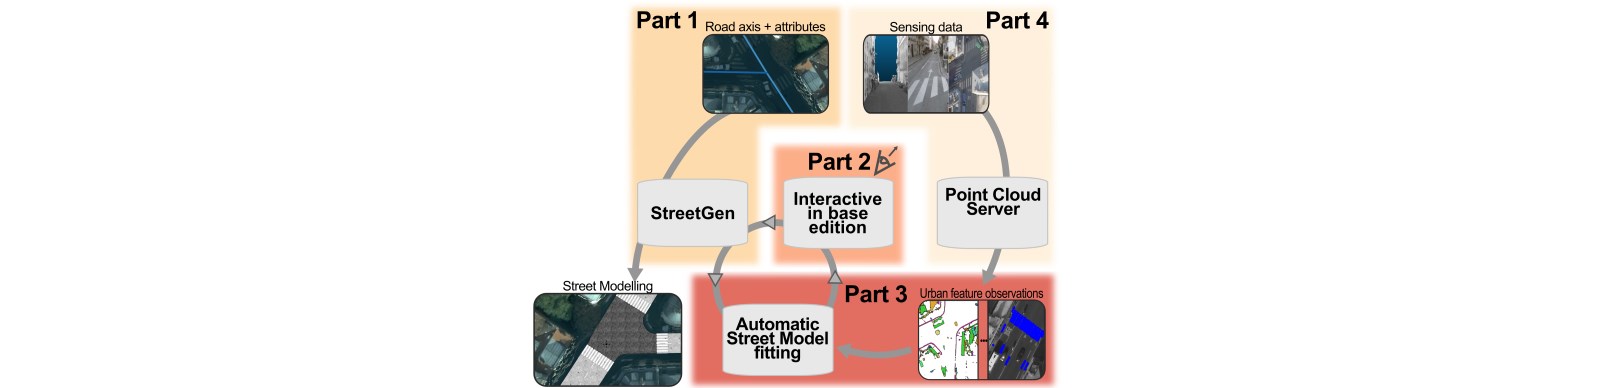 Part 1
Road axis + attributes
Sensing data
Part 4
Part 2
StreetGen
Interactive
in base
edition
Point Cloud
Server
Street Modelling
Part 3
Urban feature observations
Automatic
Street Model
fitting